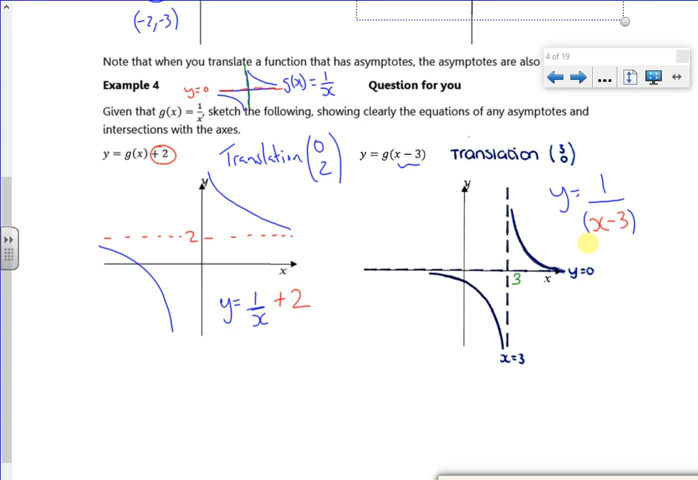 (-2,-3)
Note that when you translate a function that has asymptotes, the asymptotes are also
4 of 19
Example 4
y=0
g(x) = 1/x
Question for you
Given that g(x) = 1/x, sketch the following, showing clearly the equations of any asymptotes and
intersections with the axes.
y = g(x) + 2
Translation (0 2)
y = g(x − 3)
Translation (3 0)
y
2
x
y = 1/x + 2
y
y = 1/(x-3)
3
x
y=0
x=3